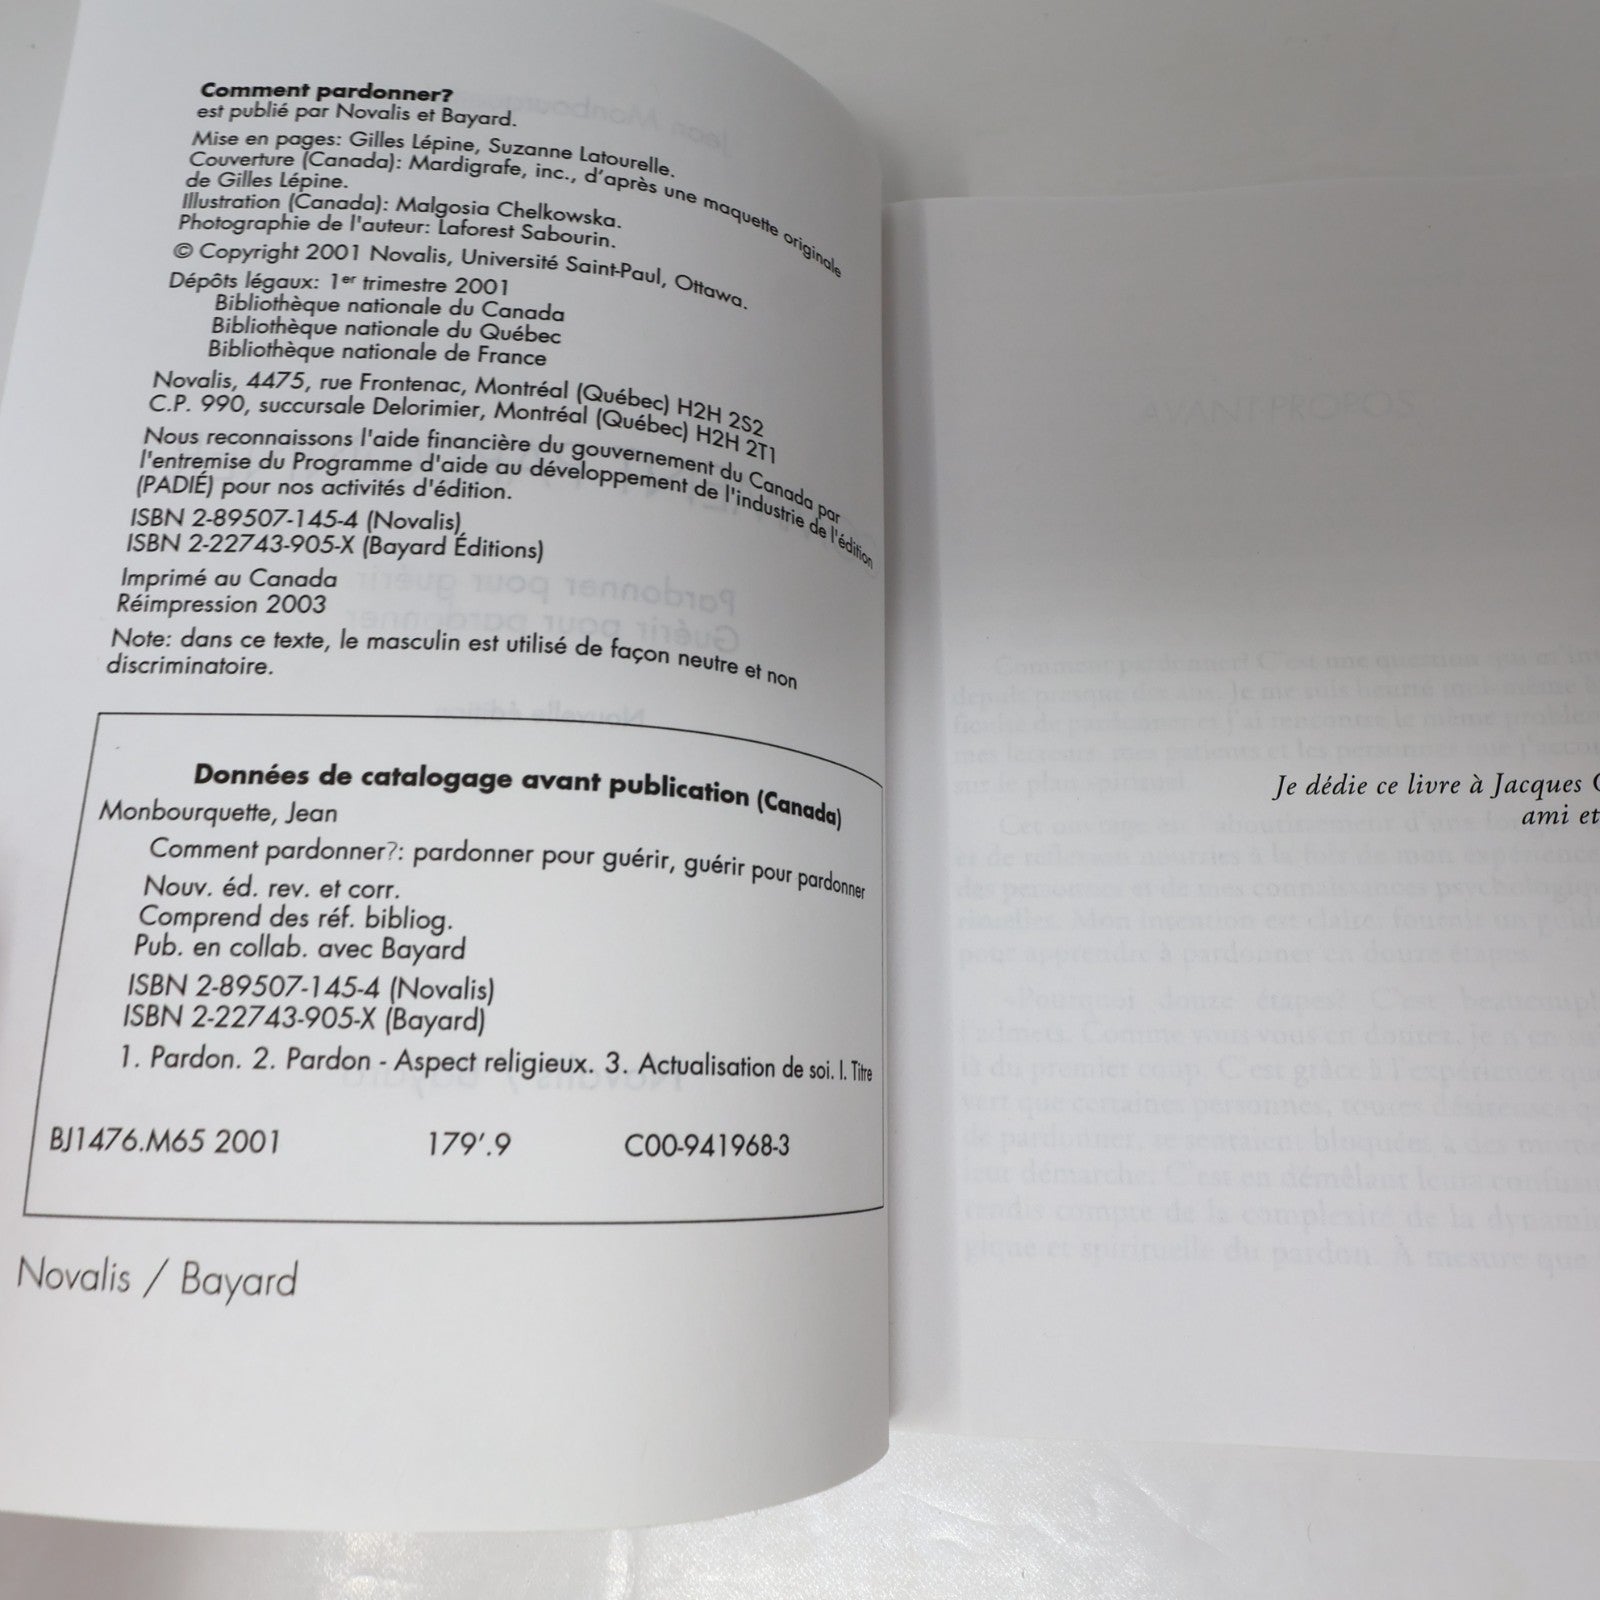 Comment pardonner?
est publié par Novalis et Bayard.
Mise en pages: Gilles Lépine, Suzanne Latourelle.
Couverture (Canada): Mardigrafe, inc., d'après une maquette originale
de Gilles Lépine.
Illustration (Canada): Malgosia Chelkowska.
Photographie de l'auteur: Laforest Sabourin.
© Copyright 2001 Novalis, Université Saint-Paul, Ottawa.
Dépôts légaux: 1er trimestre 2001
Bibliothèque nationale du Canada
Bibliothèque nationale du Québec
Bibliothèque nationale de France
Novalis, 4475, rue Frontenac, Montréal (Québec) H2H 2S2
C.P. 990, succursale Delorimier, Montréal (Québec) H2H 2T1
Nous reconnaissons l'aide financière du gouvernement du Canada par
l'entremise du Programme d'aide au développement de l'industrie de l'édition
(PADIÉ) pour nos activités d'édition.
ISBN 2-89507-145-4 (Novalis)
ISBN 2-22743-905-X (Bayard Éditions)
Imprimé au Canada
Réimpression 2003
Note: dans ce texte, le masculin est utilisé de façon neutre et non
discriminatoire.
Données de catalogage avant publication (Canada)
Monbourquette, Jean
Comment pardonner?: pardonner pour guérir, guérir pour pardonner
Nouv. éd. rev. et corr.
Comprend des réf. bibliog.
Pub. en collab. avec Bayard
ISBN 2-89507-145-4 (Novalis)
ISBN 2-22743-905-X (Bayard)
1. Pardon. 2. Pardon - Aspect religieux. 3. Actualisation de soi. I. Titre
BJ1476.M65 2001 179'.9 C00-941968-3
Novalis / Bayard
Je dédie ce livre à Jacques
ami et